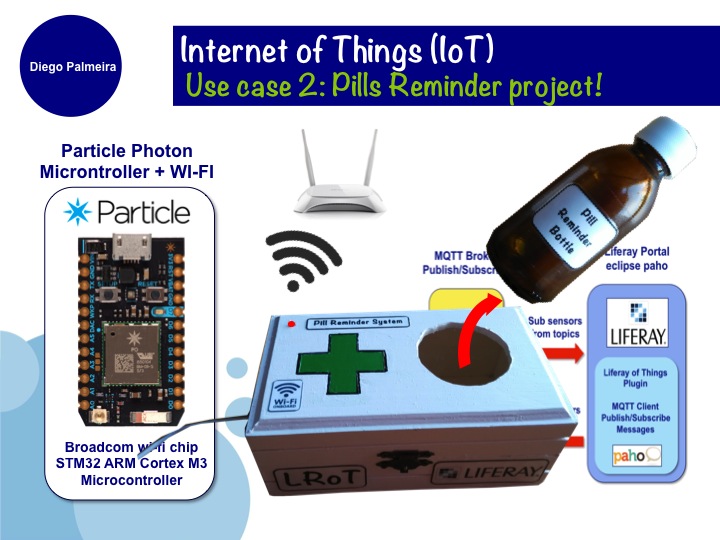 Diego Palmeira
Internet of Things (IoT)
Use case 2: Pills Reminder project!
Particle Photon
Microntroller + WI-FI
Particle
RESET
Broadcom wi-fi chip
STM32 ARM Cortex M3
Microcontroller
Pill
Reminder
Bottle
MQTT
Publish/Subscr
Liferay Portal
eclipse paho
Sub sensors
from topics
LIFERAY.
Liferay of Things
Plugin
MQTT Client
Publish/Subscribe
Messages
paho
Pill Reminder System
Wi-Fi
ONBOARD
LRoT
LIFERAY